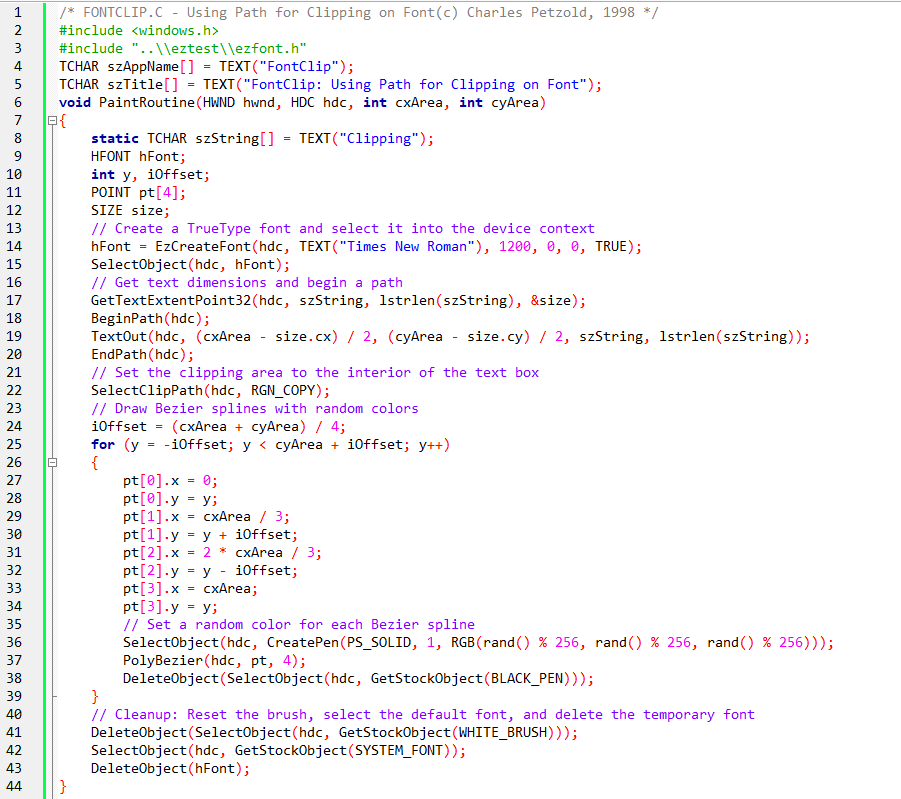 1 /* FONTCLIP.C - Using Path for Clipping on Font(c) Charles Petzold, 1998 */
2 #include <windows.h>
3 #include "..\\eztest\\ezfont.h"
4 TCHAR szAppName[] = TEXT("FontClip");
5 TCHAR szTitle[] = TEXT("FontClip: Using Path for Clipping on Font");
6 void PaintRoutine(HWND hwnd, HDC hdc, int cxArea, int cyArea)
7 {
8     static TCHAR szString[] = TEXT("Clipping");
9     HFONT hFont;
10     int y, iOffset;
11     POINT pt[4];
12     SIZE size;
13     // Create a TrueType font and select it into the device context
14     hFont = EzCreateFont(hdc, TEXT("Times New Roman"), 1200, 0, 0, TRUE);
15     SelectObject(hdc, hFont);
16     // Get text dimensions and begin a path
17     GetTextExtentPoint32(hdc, szString, lstrlen(szString), &size);
18     BeginPath(hdc);
19     TextOut(hdc, (cxArea - size.cx) / 2, (cyArea - size.cy) / 2, szString, lstrlen(szString));
20     EndPath(hdc);
21     // Set the clipping area to the interior of the text box
22     SelectClipPath(hdc, RGN_COPY);
23     // Draw Bezier splines with random colors
24     iOffset = (cxArea + cyArea) / 4;
25     for (y = -iOffset; y < cyArea + iOffset; y++)
26     {
27         pt[0].x = 0;
28         pt[0].y = y;
29         pt[1].x = cxArea / 3;
30         pt[1].y = y + iOffset;
31         pt[2].x = 2 * cxArea / 3;
32         pt[2].y = y - iOffset;
33         pt[3].x = cxArea;
34         pt[3].y = y;
35         // Set a random color for each Bezier spline
36         SelectObject(hdc, CreatePen(PS_SOLID, 1, RGB(rand() % 256, rand() % 256, rand() % 256)));
37         PolyBezier(hdc, pt, 4);
38         DeleteObject(SelectObject(hdc, GetStockObject(BLACK_PEN)));
39     }
40     // Cleanup: Reset the brush, select the default font, and delete the temporary font
41     DeleteObject(SelectObject(hdc, GetStockObject(WHITE_BRUSH)));
42     SelectObject(hdc, GetStockObject(SYSTEM_FONT));
43     DeleteObject(hFont);
44 }